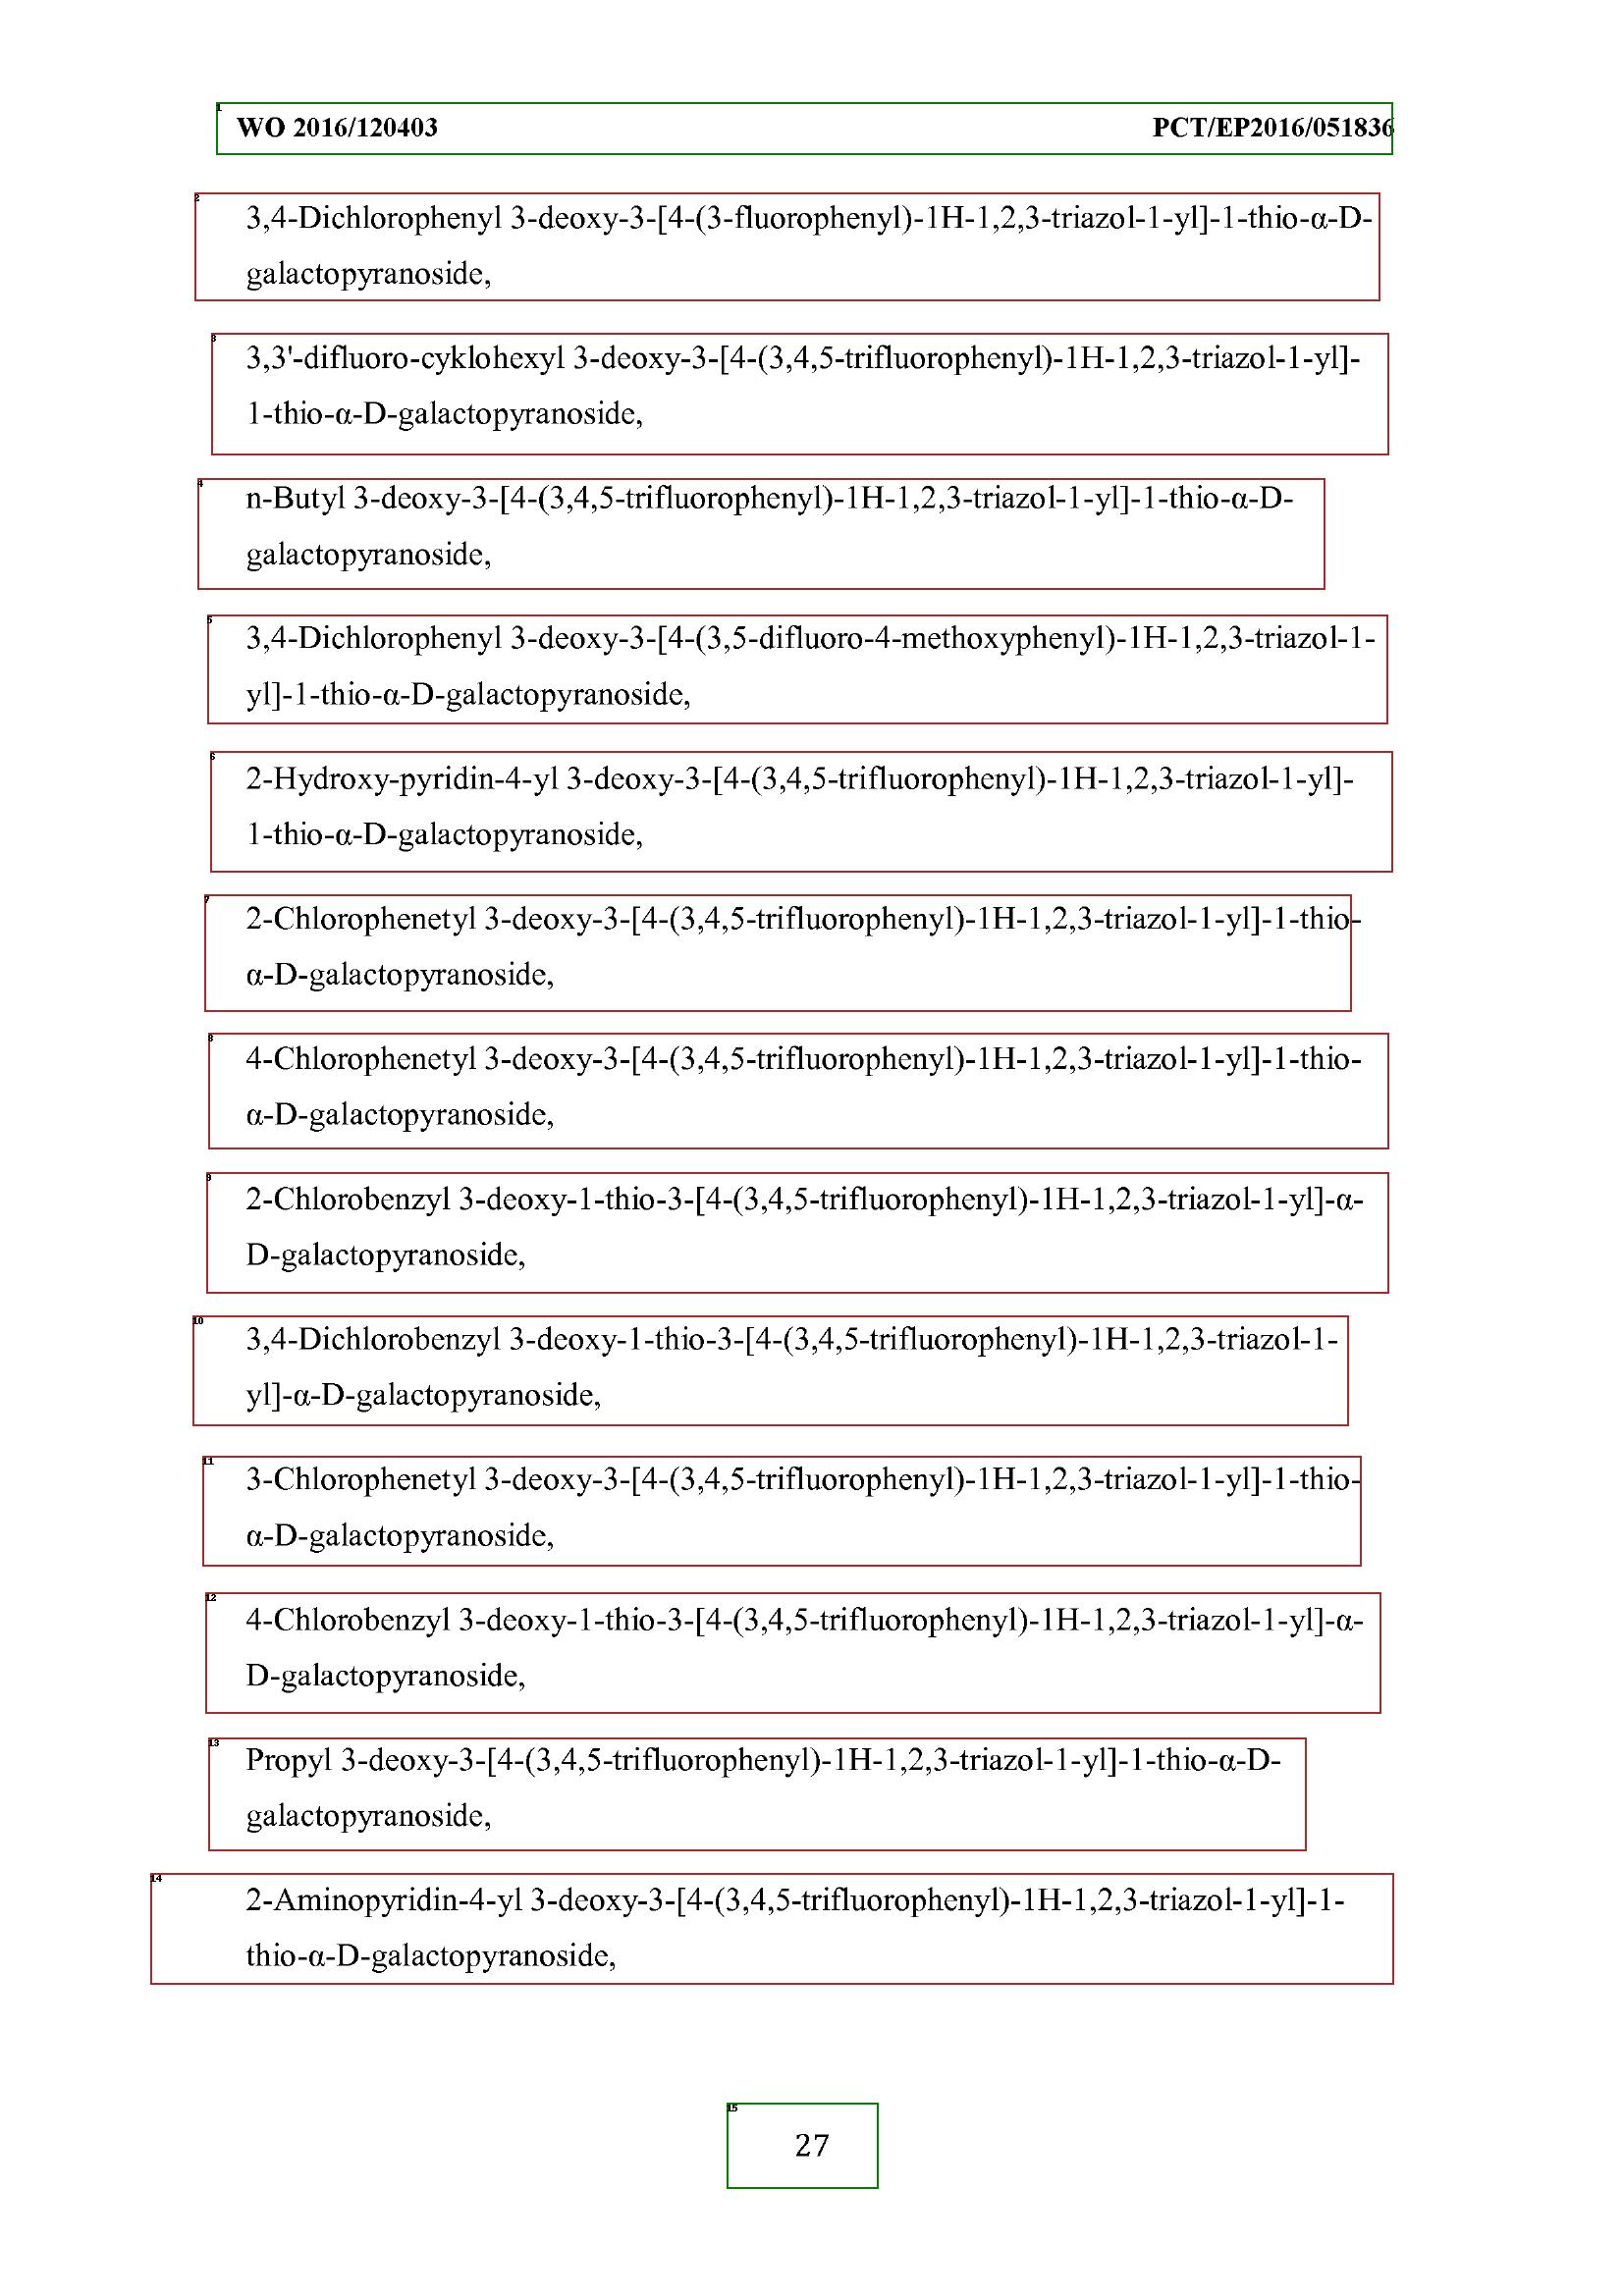 WO 2016/120403 PCT/EP2016/051836
3,4-Dichlorophenyl 3-deoxy-3-[4-(3-fluorophenyl)-1H-1,2,3-triazol-1-yl]-1-thio-α-D-
galactopyranoside,
3,3'-difluoro-cyklohexyl 3-deoxy-3-[4-(3,4,5-trifluorophenyl)-1H-1,2,3-triazol-1-yl]-
1-thio-α-D-galactopyranoside,
n-Butyl 3-deoxy-3-[4-(3,4,5-trifluorophenyl)-1H-1,2,3-triazol-1-yl]-1-thio-α-D-
galactopyranoside,
3,4-Dichlorophenyl 3-deoxy-3-[4-(3,5-difluoro-4-methoxyphenyl)-1H-1,2,3-triazol-1-
yl]-1-thio-α-D-galactopyranoside,
2-Hydroxy-pyridin-4-yl 3-deoxy-3-[4-(3,4,5-trifluorophenyl)-1H-1,2,3-triazol-1-yl]-
1-thio-α-D-galactopyranoside,
2-Chlorophenetyl 3-deoxy-3-[4-(3,4,5-trifluorophenyl)-1H-1,2,3-triazol-1-yl]-1-thio-
α-D-galactopyranoside,
4-Chlorophenetyl 3-deoxy-3-[4-(3,4,5-trifluorophenyl)-1H-1,2,3-triazol-1-yl]-1-thio-
α-D-galactopyranoside,
2-Chlorobenzyl 3-deoxy-1-thio-3-[4-(3,4,5-trifluorophenyl)-1H-1,2,3-triazol-1-yl]-α-
D-galactopyranoside,
3,4-Dichlorobenzyl 3-deoxy-1-thio-3-[4-(3,4,5-trifluorophenyl)-1H-1,2,3-triazol-1-
yl]-α-D-galactopyranoside,
3-Chlorophenetyl 3-deoxy-3-[4-(3,4,5-trifluorophenyl)-1H-1,2,3-triazol-1-yl]-1-thio-
α-D-galactopyranoside,
4-Chlorobenzyl 3-deoxy-1-thio-3-[4-(3,4,5-trifluorophenyl)-1H-1,2,3-triazol-1-yl]-α-
D-galactopyranoside,
Propyl 3-deoxy-3-[4-(3,4,5-trifluorophenyl)-1H-1,2,3-triazol-1-yl]-1-thio-α-D-
galactopyranoside,
2-Aminopyridin-4-yl 3-deoxy-3-[4-(3,4,5-trifluorophenyl)-1H-1,2,3-triazol-1-yl]-1-
thio-α-D-galactopyranoside,
27